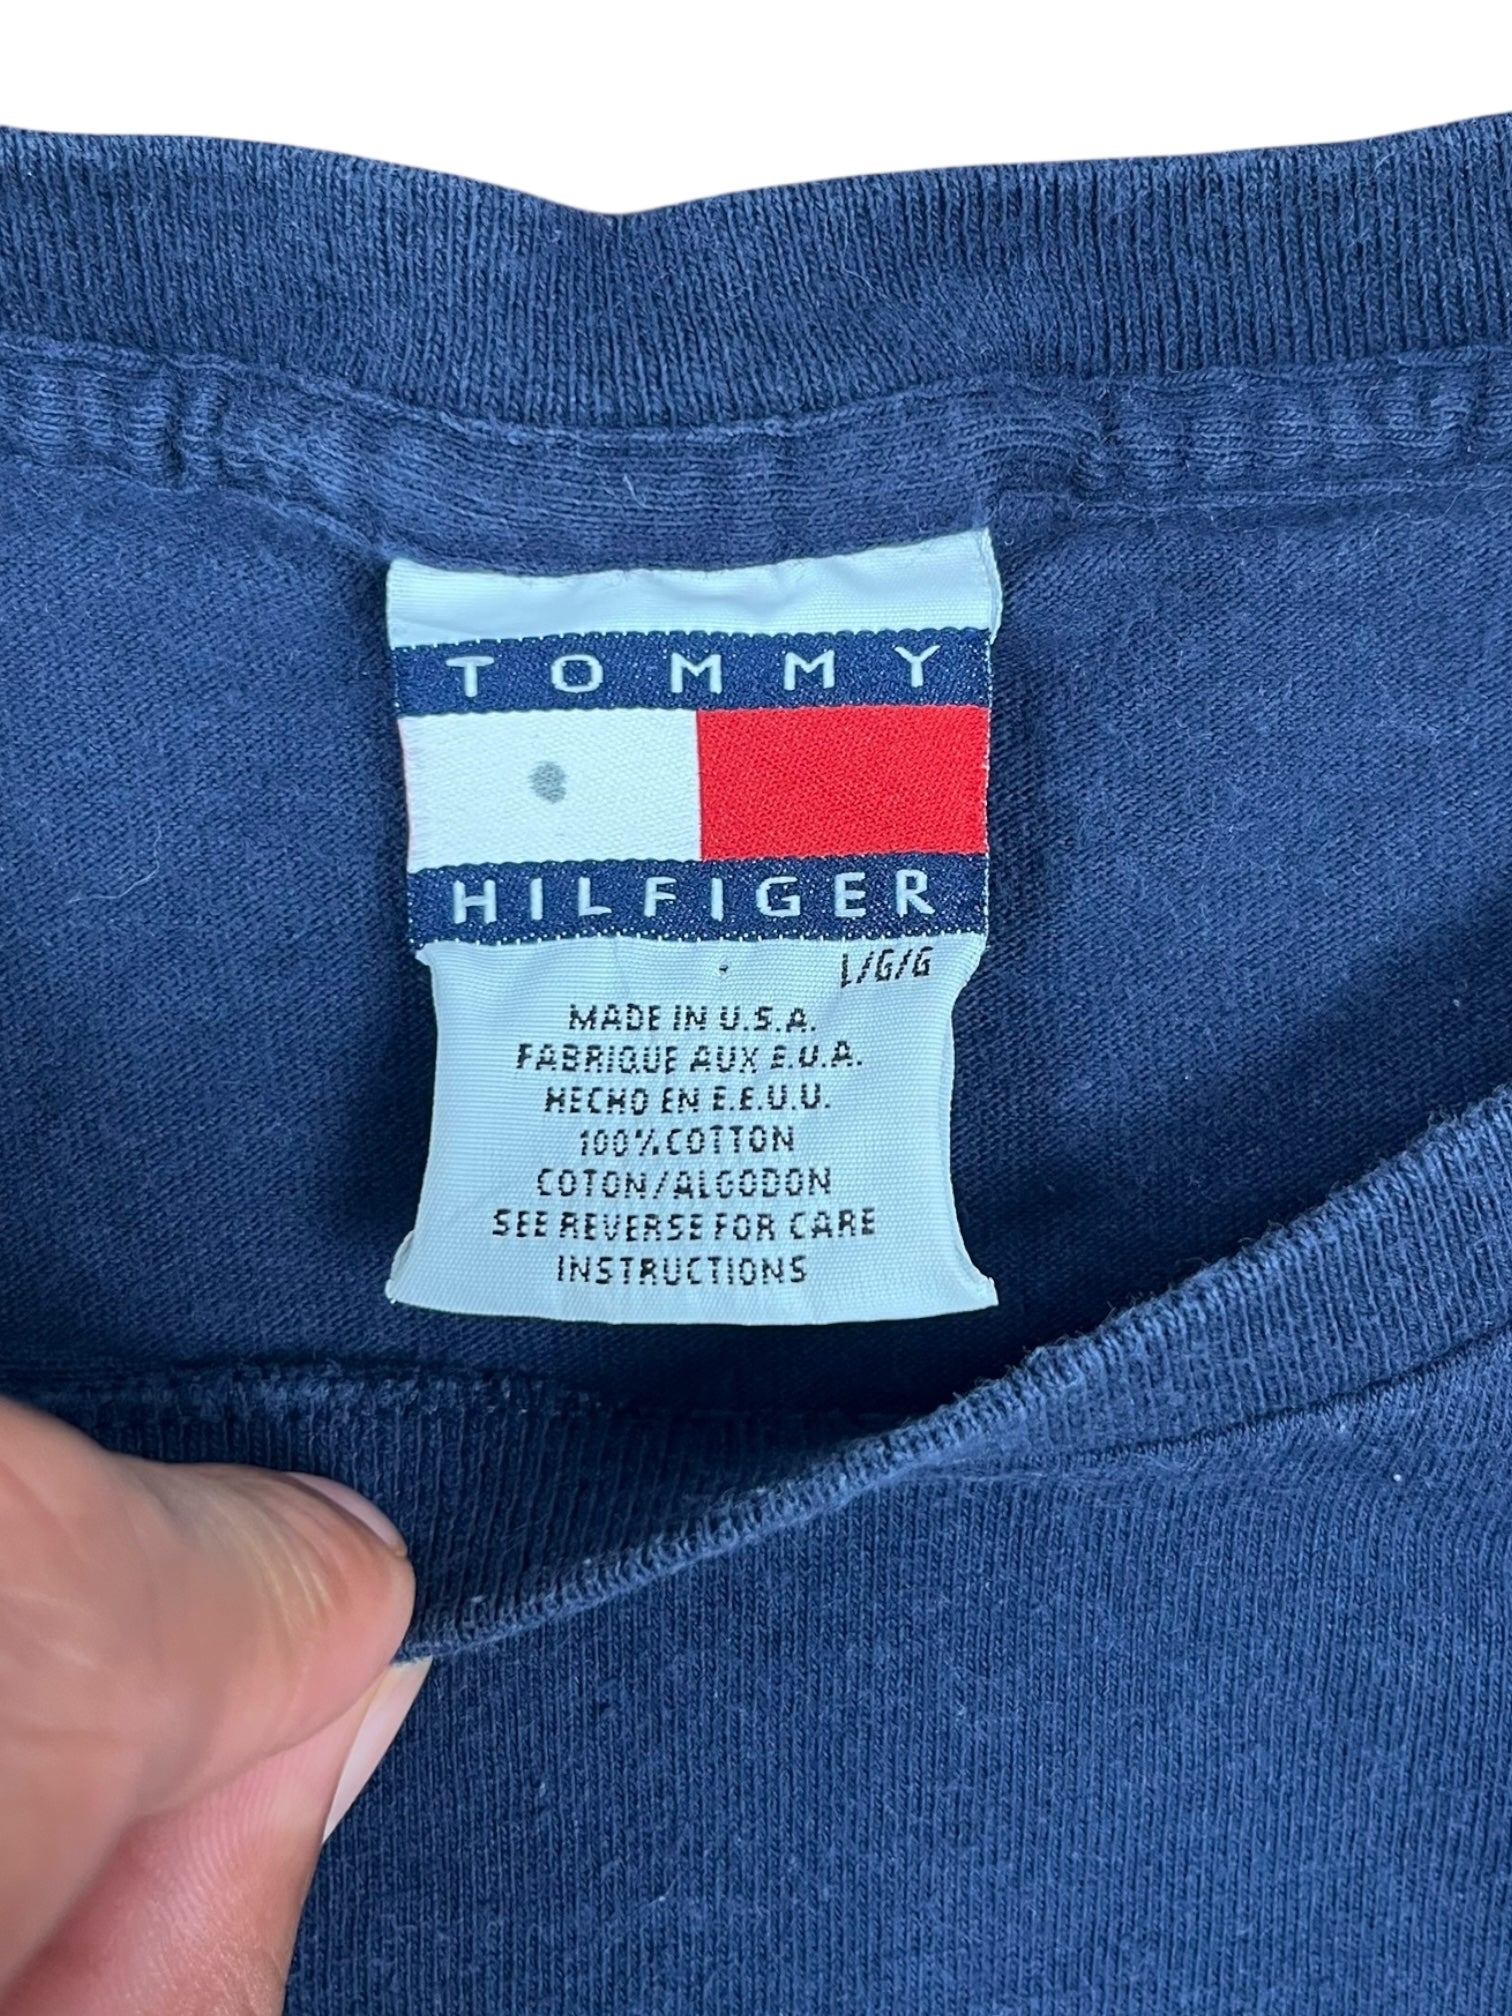 TOMMY
HILFIGER
L/G/G
MADE IN U.S.A.
FABRIQUE AUX E.U.A.
HECHO EN E.E.U.U.
100% COTTON
COTON/ALGODON
SEE REVERSE FOR CARE
INSTRUCTIONS